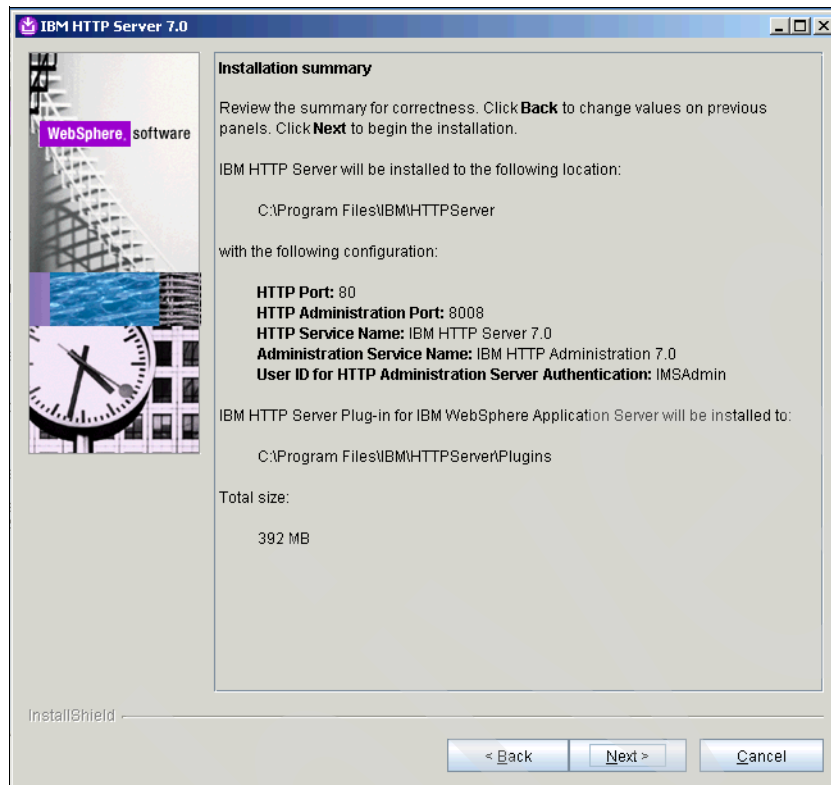 IBM HTTP Server 7.0
WebSphere. software
Installation summary
Review the summary for correctness. Click Back to change values on previous
panels. Click Next to begin the installation.
IBM HTTP Server will be installed to the following location:
C:\Program Files\IBM\HTTPServer
with the following configuration:
HTTP Port: 80
HTTP Administration Port: 8008
HTTP Service Name: IBM HTTP Server 7.0
Administration Service Name: IBM HTTP Administration 7.0
User ID for HTTP Administration Server Authentication: IMSAdmin
IBM HTTP Server Plug-in for IBM WebSphere Application Server will be installed to:
C:\Program Files\IBM\HTTPServer\Plugins
Total size:
392 MB
InstallShield
< Back
Next >
Cancel